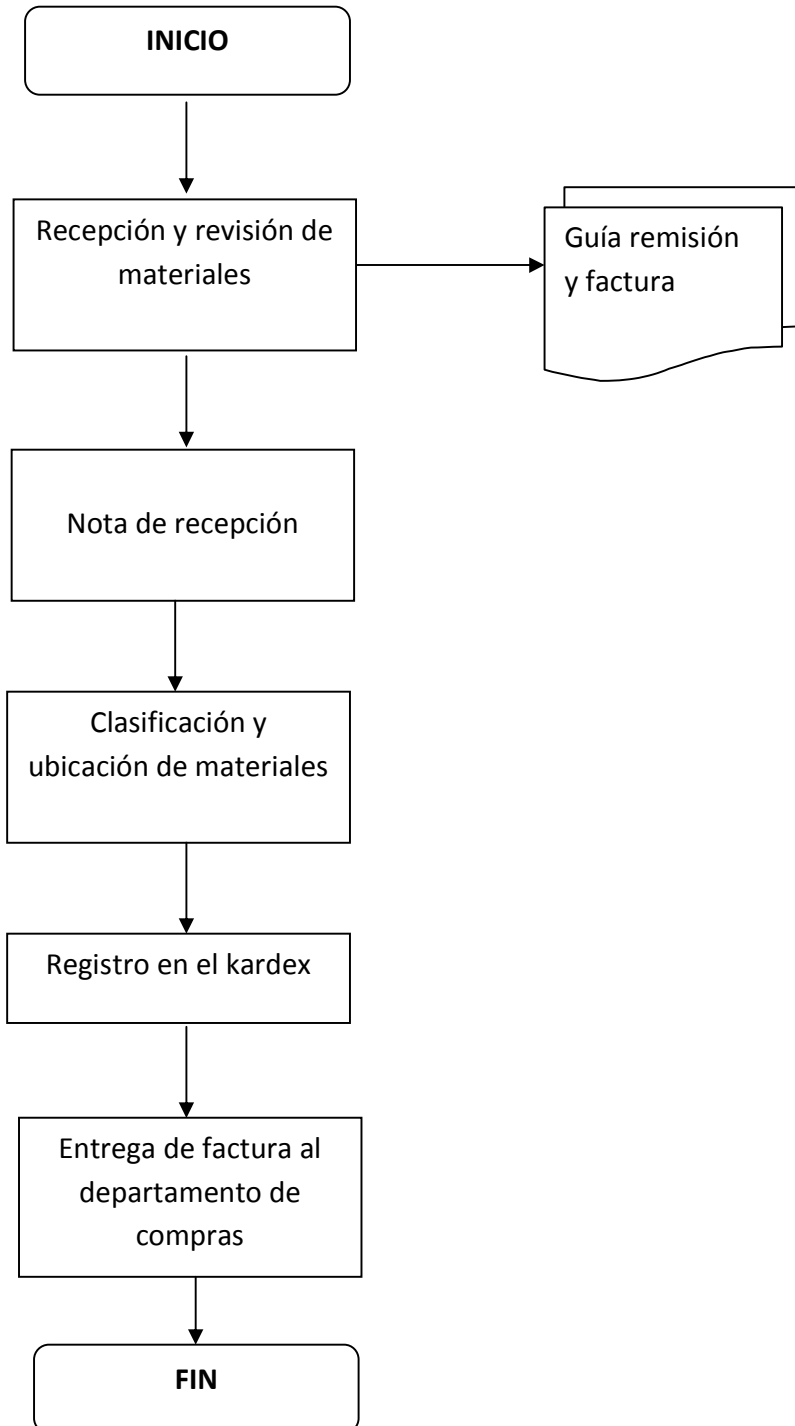 INICIO
Recepción y revisión de
materiales
Guía remisión
y factura
Nota de recepción
Clasificación y
ubicación de materiales
Registro en el kardex
Entrega de factura al
departamento de
compras
FIN